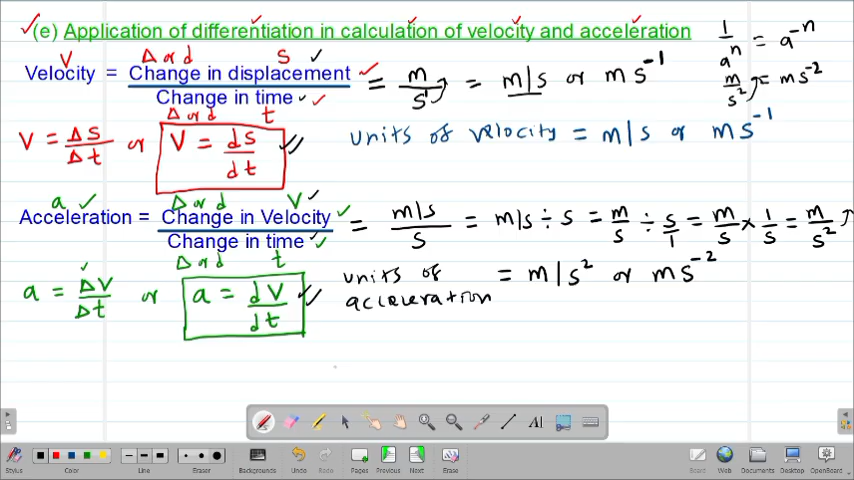 (e) Application of differentiation in calculation of velocity and acceleration
1/aⁿ = a⁻ⁿ
m/s² = ms⁻²
V Δ or d S
Velocity = Change in displacement / Change in time = m/s¹ = m/s or ms⁻¹
Δ or d t
V = ΔS/Δt or V = ds/dt
units of velocity = m/s or ms⁻¹
a Δ or d V
Acceleration = Change in Velocity / Change in time = m/s / s = m/s ÷ s = m/s ÷ s/1 = m/s × 1/s = m/s²
Δ or d t
a = ΔV/Δt or a = dV/dt
units of acceleration = m/s² or ms⁻²
Stylus
Color
Line
Eraser
Backgrounds
Undo
Redo
Pages
Previous
Next
Erase
Board
Web
Documents
Desktop
OpenBoard